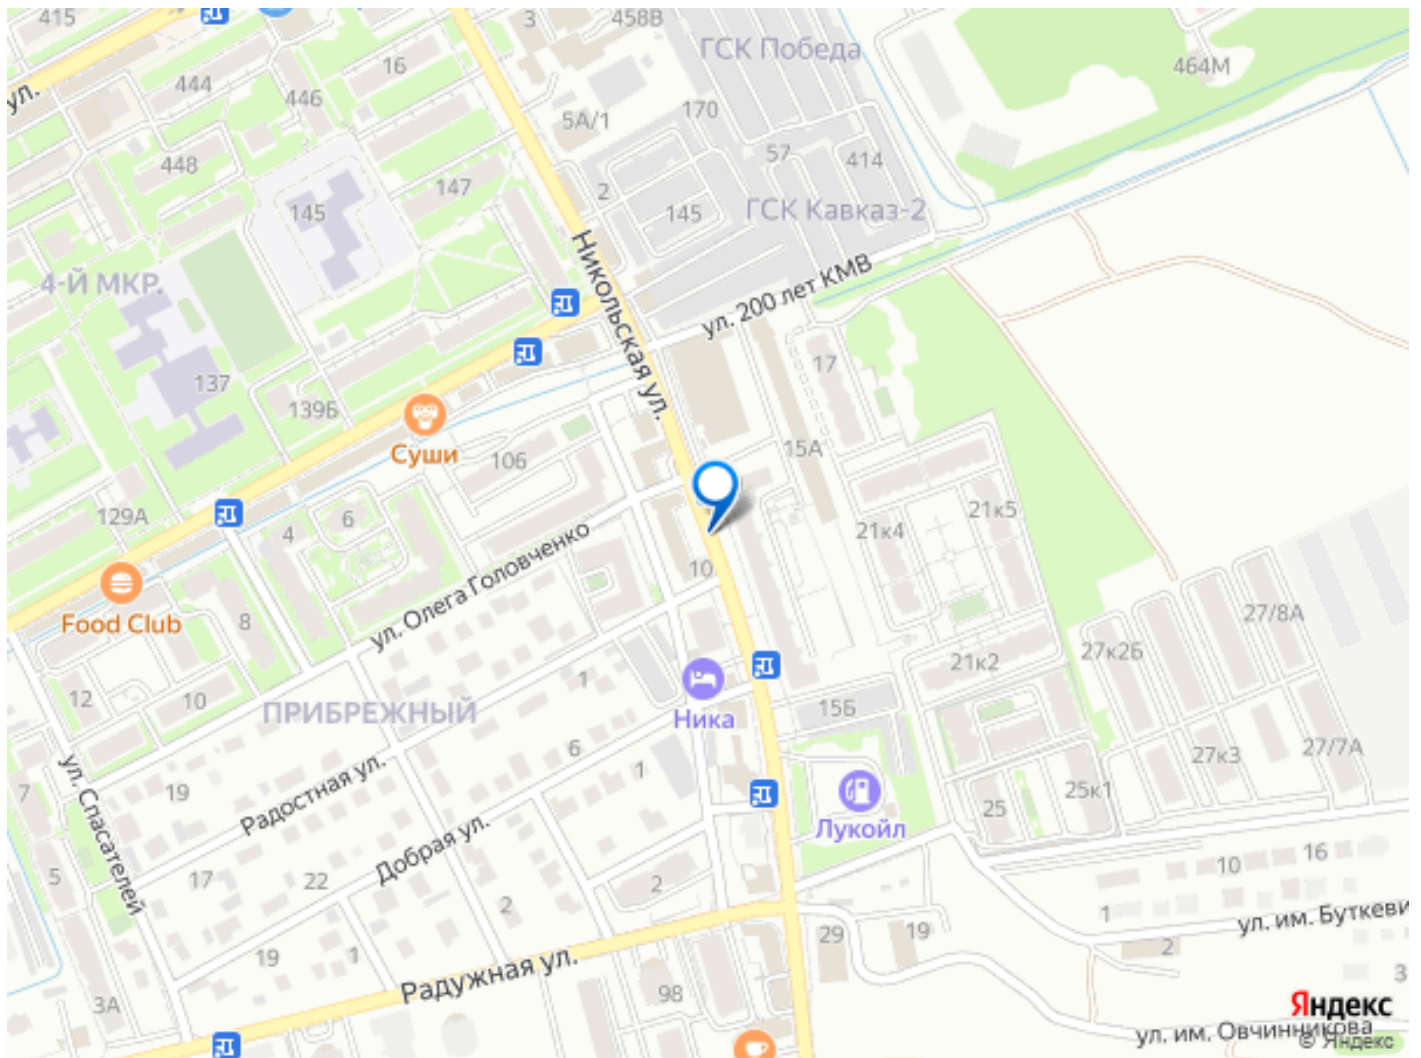 415
3
458В
ГСК Победа
464М
ул.
444
16
446
170
5А/1
448
57
414
147
2
145
145
ГСК Кавказ-2
Никольская ул.
4-Й МКР.
ул. 200 лет КМВ
137
17
139Б
Суши
106
15А
129А
4
6
21к4
21к5
ул. Олега Головченко
10
Food Club
8
27/8А
27к2Б
21к2
12
10
ПРИБРЕЖНЫЙ
1
Ника
15Б
6
1
27к3
27/7А
ул. Спасателей
7
19
Радостная ул.
25к1
25
Лукойл
Добрая ул.
5
17
22
2
2
10
16
1
ул. им. Буткеви
29
19
2
19
1
Радужная ул.
3А
98
3
Яндекс
ул. им. Овчинникова
© Яндекс